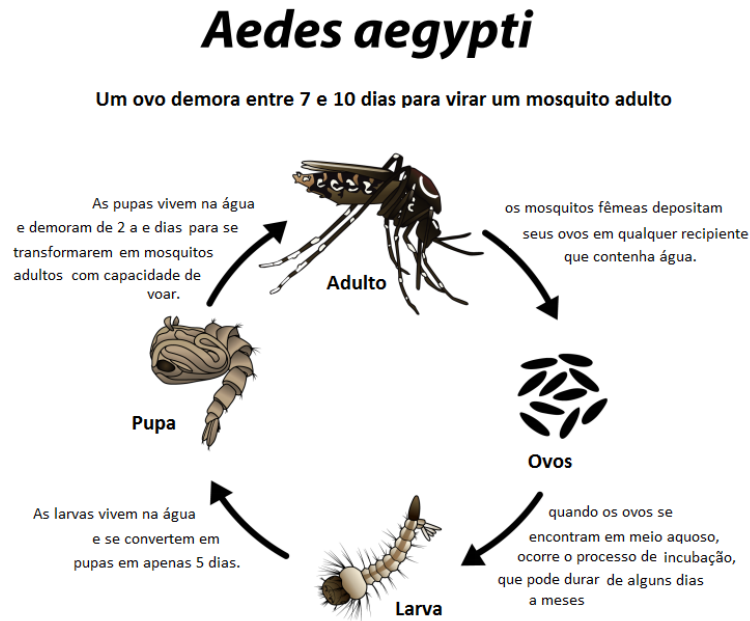 Aedes aegypti
Um ovo demora entre 7 e 10 dias para virar um mosquito adulto
As pupas vivem na água
e demoram de 2 a e dias para se
transformarem em mosquitos
adultos com capacidade de
voar.
os mosquitos fêmeas depositam
seus ovos em qualquer recipiente
que contenha água.
Adulto
Pupa
Ovos
As larvas vivem na água
e se convertem em
pupas em apenas 5 dias.
quando os ovos se
encontram em meio aquoso,
ocorre o processo de incubação,
que pode durar de alguns dias
a meses
Larva